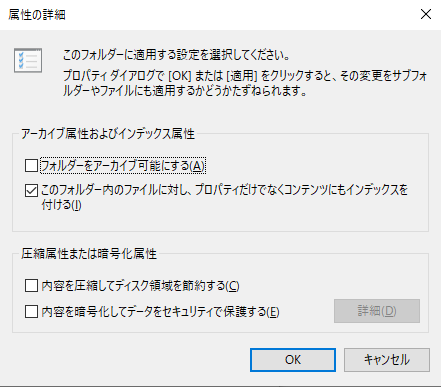 属性の詳細
このフォルダーに適用する設定を選択してください。
プロパティ ダイアログで [OK] または [適用] をクリックすると、その変更をサブフォ
ルダーやファイルにも適用するかどうかたずねられます。
アーカイブ属性およびインデックス属性
フォルダーをアーカイブ可能にする(A)
このフォルダー内のファイルに対し、プロパティだけでなくコンテンツにもインデックスを
付ける(I)
圧縮属性または暗号化属性
内容を圧縮してディスク領域を節約する(C)
内容を暗号化してデータをセキュリティで保護する(E)
詳細(D)
OK
キャンセル